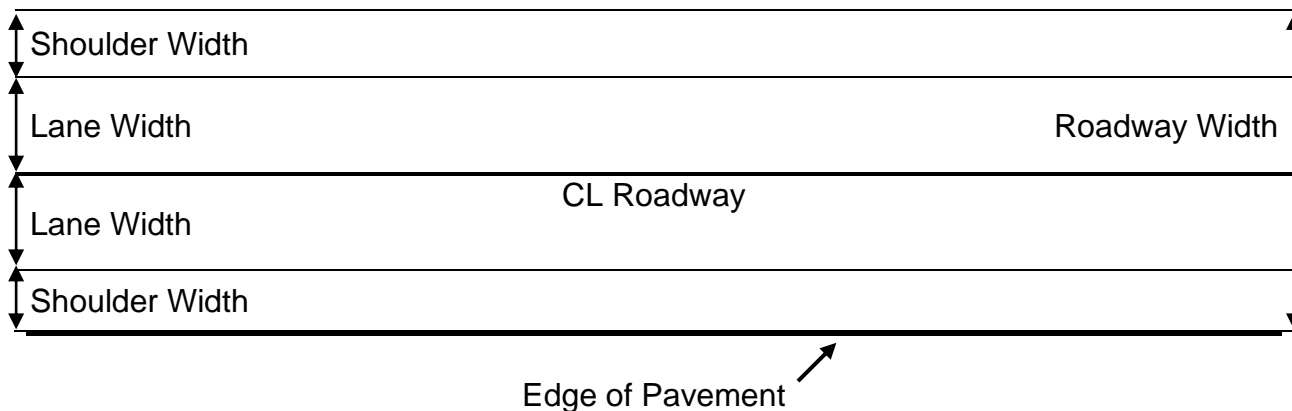 Shoulder Width
Lane Width
Roadway Width
CL Roadway
Lane Width
Shoulder Width
Edge of Pavement